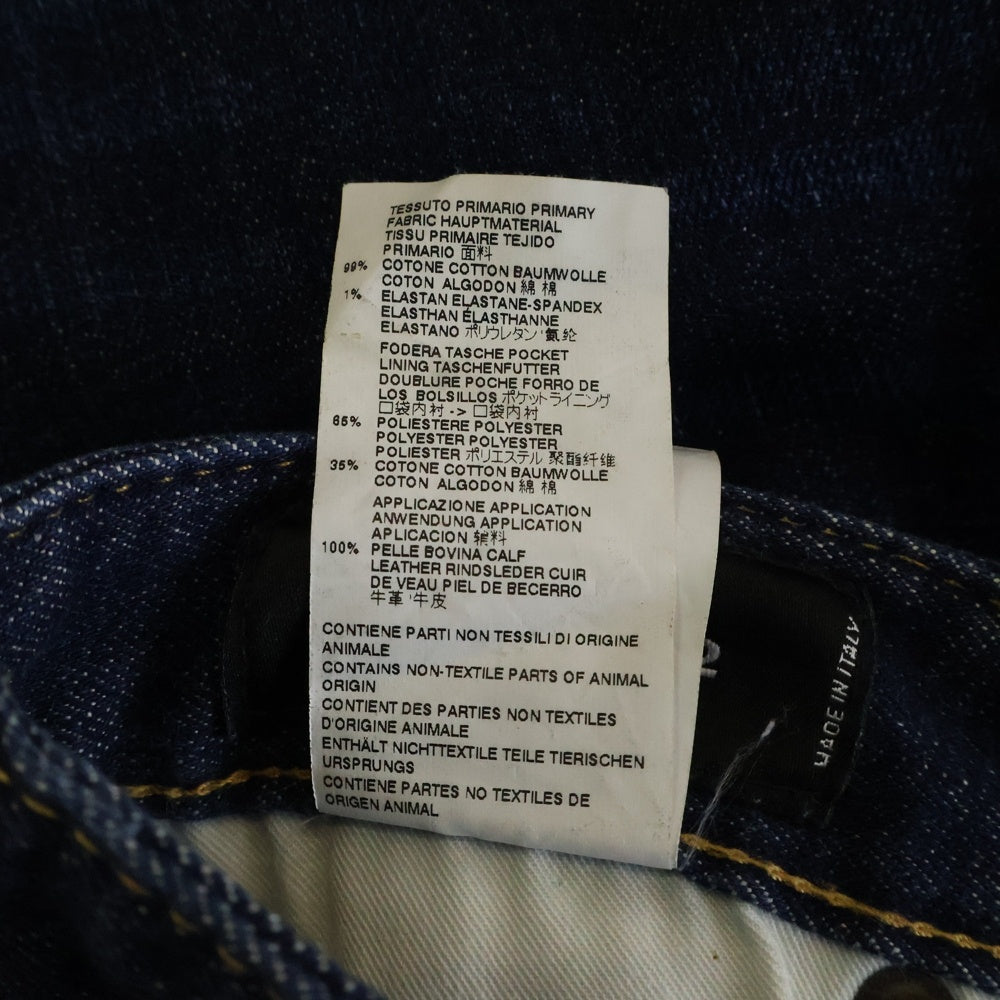 TESSUTO PRIMARIO PRIMARY
FABRIC HAUPTMATERIAL
TISSU PRIMAIRE TEJIDO
PRIMARIO 面料
99% COTONE COTTON BAUMWOLLE
COTON ALGODON 綿 棉
1% ELASTAN ELASTANE-SPANDEX
ELASTHAN ÉLASTHANNE
ELASTANO ポリウレタン 氨纶
FODERA TASCHE POCKET
LINING TASCHENFUTTER
DOUBLURE POCHE FORRO DE
LOS BOLSILLOS ポケットライニング
口袋内衬 -> 口袋内衬
65% POLIESTERE POLYESTER
POLYESTER POLYESTER
POLIESTER ポリエステル 聚酯纤维
35% COTONE COTTON BAUMWOLLE
COTON ALGODON 綿 棉
APPLICAZIONE APPLICATION
ANWENDUNG APPLICATION
APLICACION 辅料
100% PELLE BOVINA CALF
LEATHER RINDSLEDER CUIR
DE VEAU PIEL DE BECERRO
牛革 牛皮
CONTIENE PARTI NON TESSILI DI ORIGINE
ANIMALE
CONTAINS NON-TEXTILE PARTS OF ANIMAL
ORIGIN
CONTIENT DES PARTIES NON TEXTILES
D'ORIGINE ANIMALE
ENTHÄLT NICHTTEXTILE TEILE TIERISCHEN
URSPRUNGS
CONTIENE PARTES NO TEXTILES DE
ORIGEN ANIMAL
MADE IN ITALY